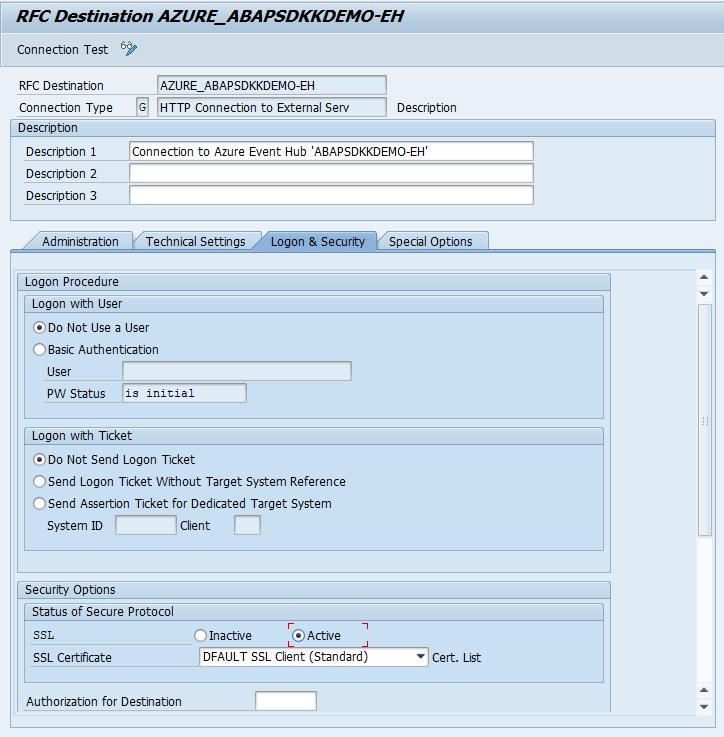 RFC Destination AZURE_ABAPSDKKDEMO-EH
Connection Test
RFC Destination AZURE_ABAPSDKKDEMO-EH
Connection Type G HTTP Connection to External Serv Description
Description
Description 1 Connection to Azure Event Hub 'ABAPSDKKDEMO-EH'
Description 2
Description 3
Administration Technical Settings Logon & Security Special Options
Logon Procedure
Logon with User
Do Not Use a User
Basic Authentication
User
PW Status is initial
Logon with Ticket
Do Not Send Logon Ticket
Send Logon Ticket Without Target System Reference
Send Assertion Ticket for Dedicated Target System
System ID Client
Security Options
Status of Secure Protocol
SSL Inactive Active
SSL Certificate DFAULT SSL Client (Standard) Cert. List
Authorization for Destination